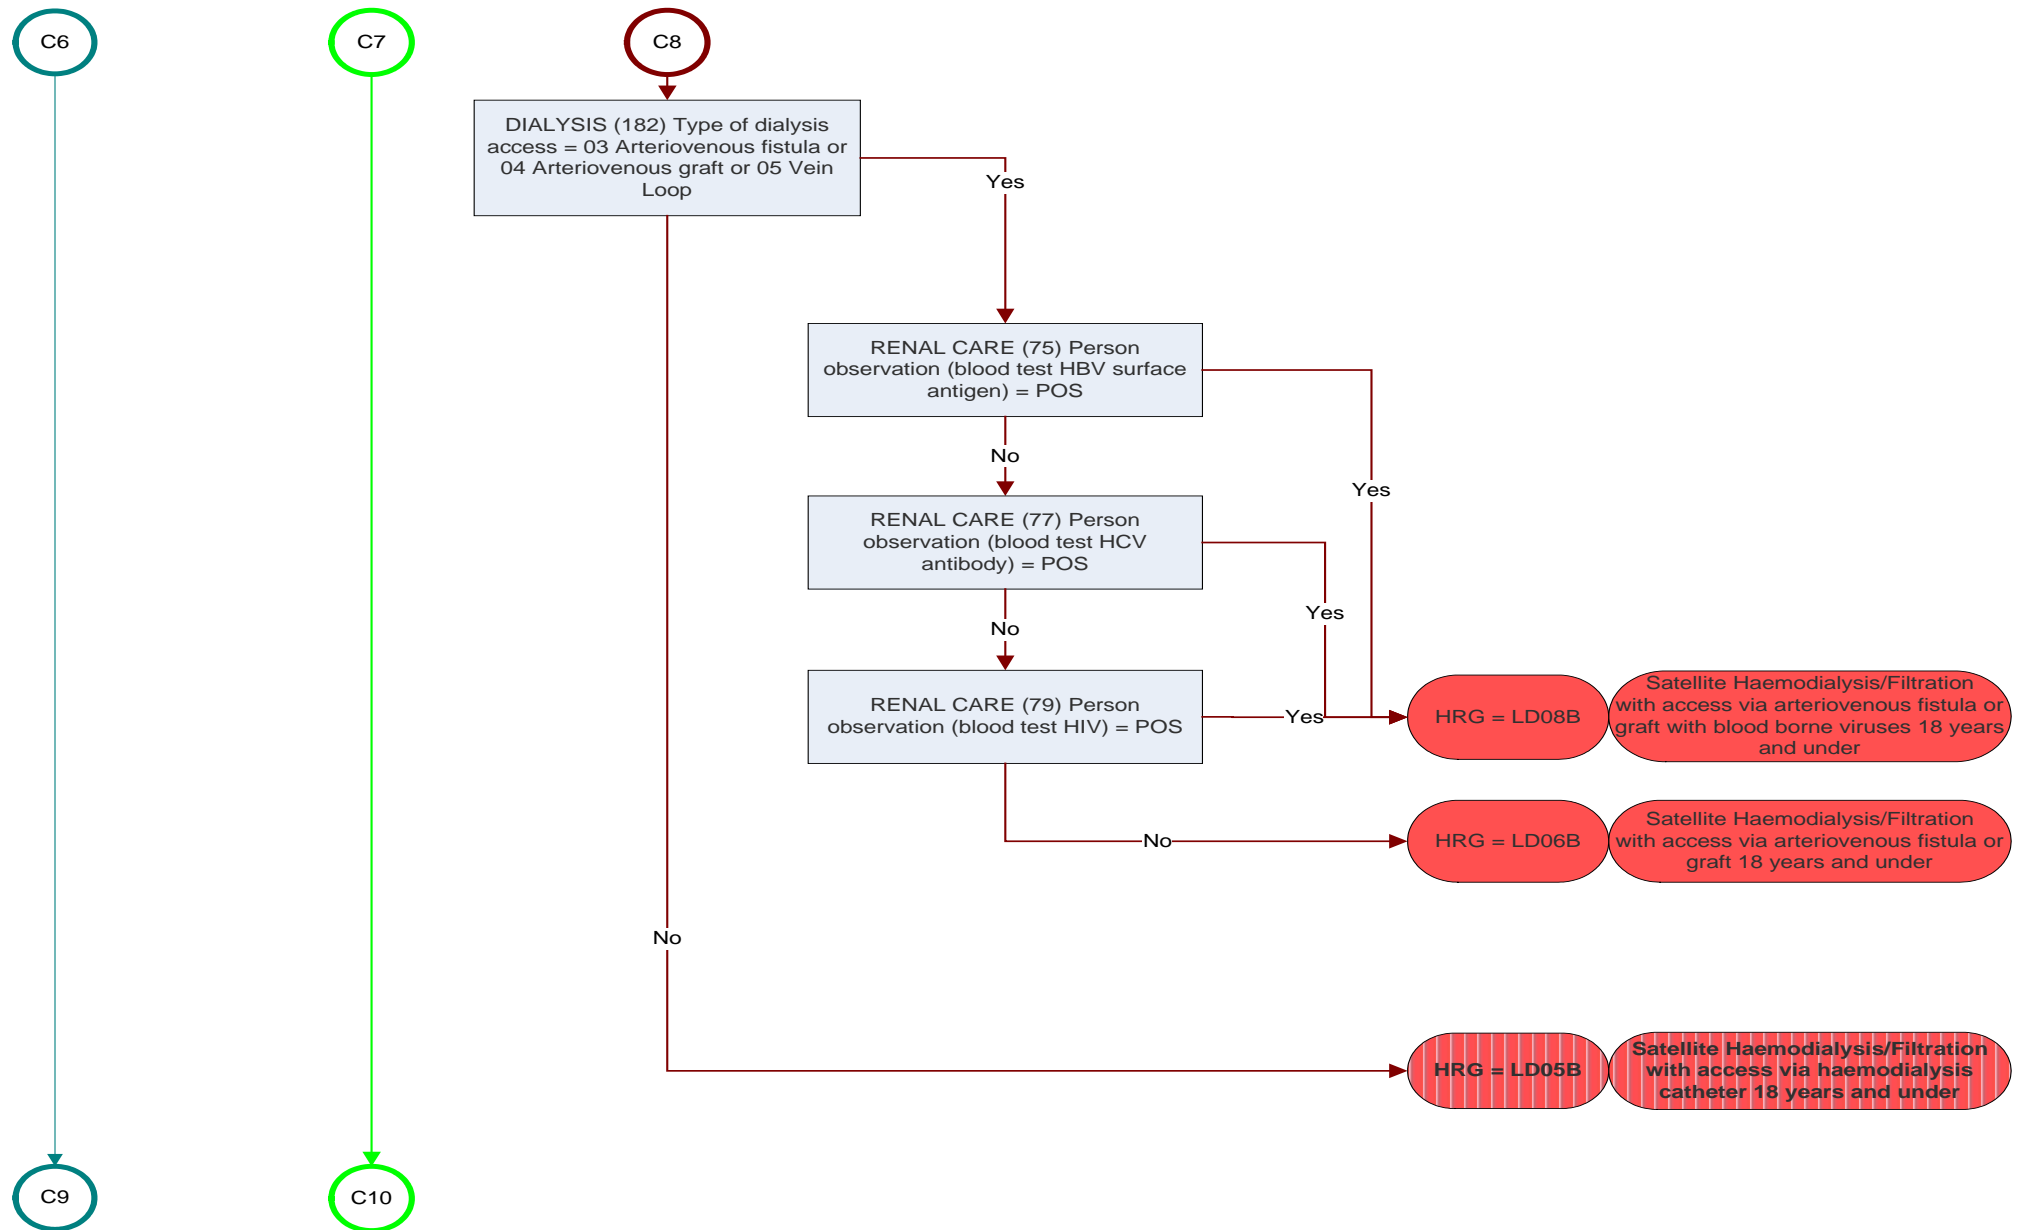 C6
C7
C8
DIALYSIS (182) Type of dialysis
access = 03 Arteriovenous fistula or
04 Arteriovenous graft or 05 Vein
Loop
Yes
RENAL CARE (75) Person
observation (blood test HBV surface
antigen) = POS
No
Yes
RENAL CARE (77) Person
observation (blood test HCV
antibody) = POS
Yes
No
RENAL CARE (79) Person
observation (blood test HIV) = POS
Yes
HRG = LD08B
Satellite Haemodialysis/Filtration
with access via arteriovenous fistula or
graft with blood borne viruses 18 years
and under
No
HRG = LD06B
Satellite Haemodialysis/Filtration
with access via arteriovenous fistula or
graft 18 years and under
No
HRG = LD05B
Satellite Haemodialysis/Filtration
with access via haemodialysis
catheter 18 years and under
C9
C10